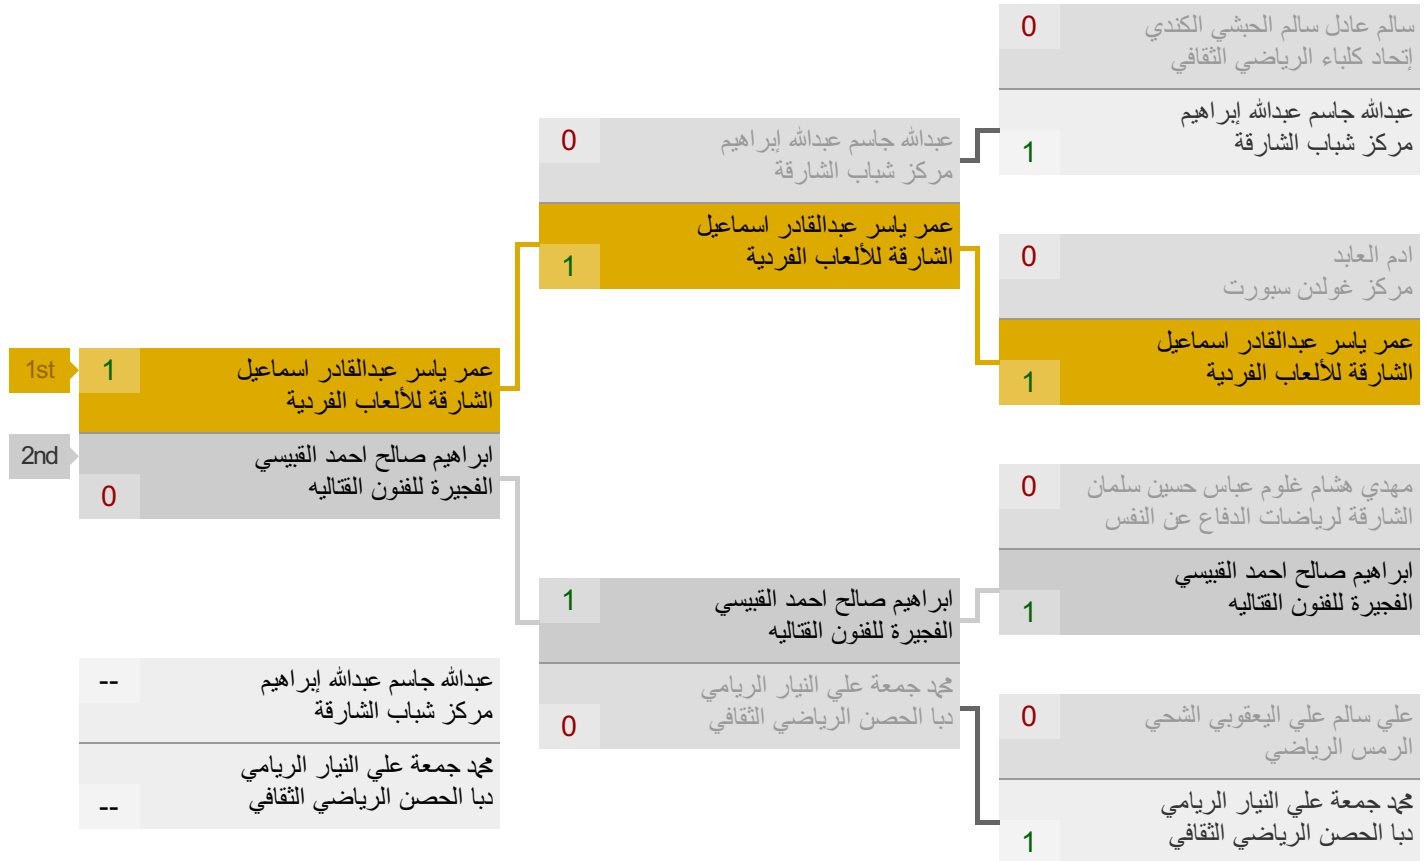 0
سالم عادل سالم الحبشي الكندي
إتحاد كلباء الرياضي الثقافي
عبدالله جاسم عبدالله إبراهيم
مركز شباب الشارقة
1
0
ادم العابد
مركز غولدن سبورت
عمر ياسر عبدالقادر اسماعيل
الشارقة للألعاب الفردية
1
0
مهدي هشام غلوم عباس حسين سلمان
الشارقة لرياضات الدفاع عن النفس
ابراهيم صالح احمد القبيسي
الفجيرة للفنون القتاليه
1
0
علي سالم علي اليعقوبي الشحي
الرمس الرياضي
محمد جمعة علي النيار الريامي
دبا الحصن الرياضي الثقافي
1
0
عبدالله جاسم عبدالله إبراهيم
مركز شباب الشارقة
عمر ياسر عبدالقادر اسماعيل
الشارقة للألعاب الفردية
1
1
ابراهيم صالح احمد القبيسي
الفجيرة للفنون القتاليه
محمد جمعة علي النيار الريامي
دبا الحصن الرياضي الثقافي
0
1st
1
عمر ياسر عبدالقادر اسماعيل
الشارقة للألعاب الفردية
2nd
ابراهيم صالح احمد القبيسي
الفجيرة للفنون القتاليه
0
--
عبدالله جاسم عبدالله إبراهيم
مركز شباب الشارقة
محمد جمعة علي النيار الريامي
دبا الحصن الرياضي الثقافي
--